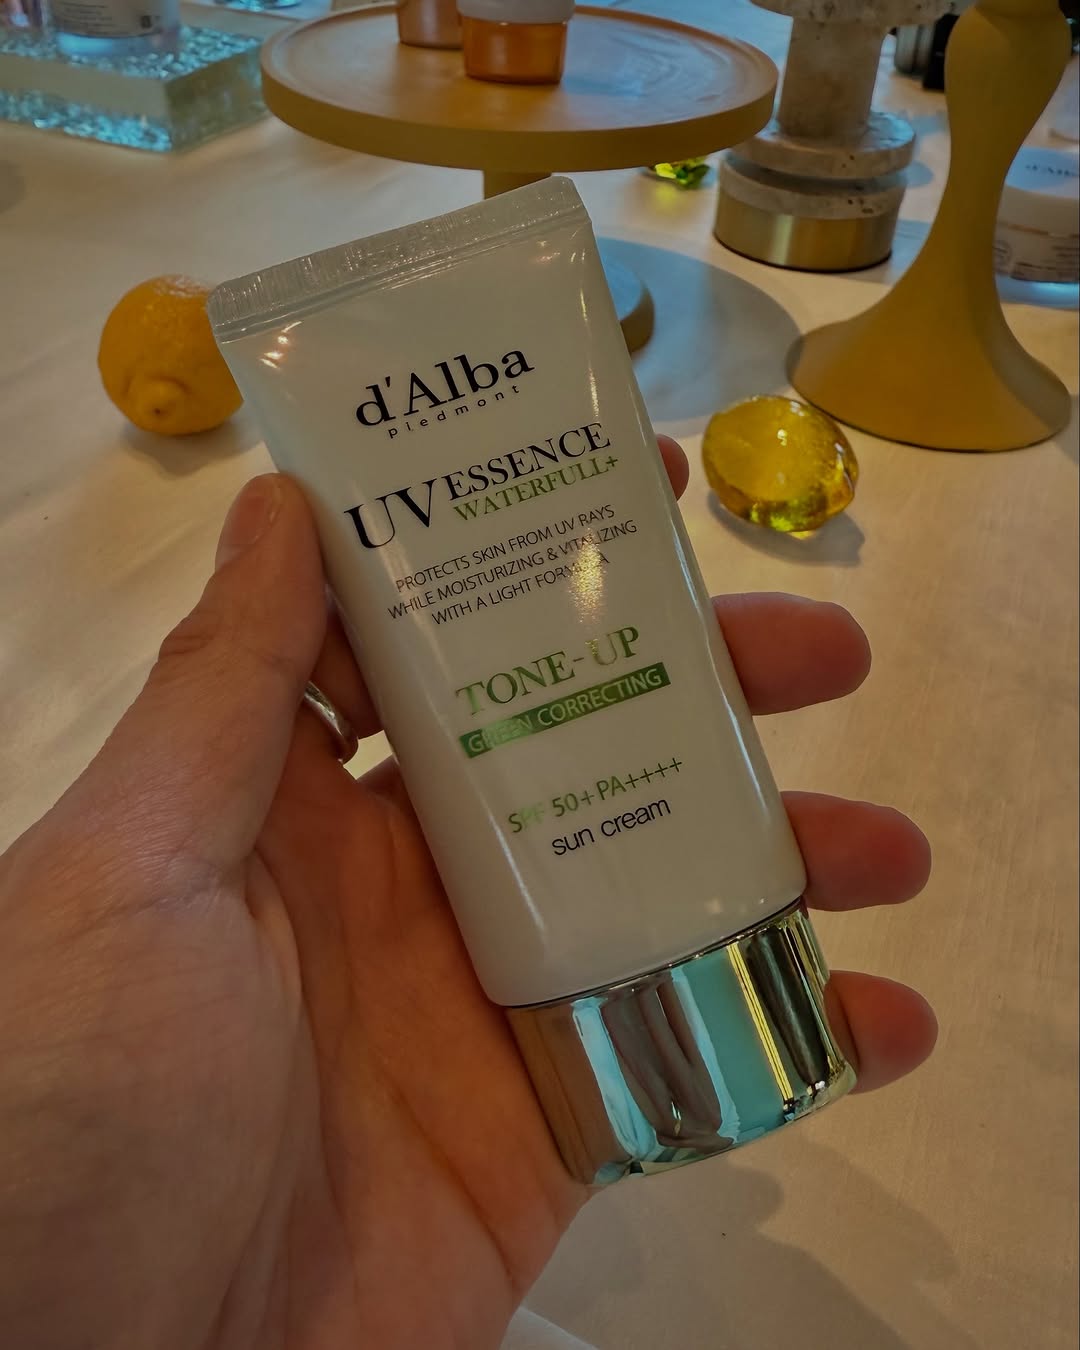 d'Alba
piedmont
UV ESSENCE
WATERFULL+
PROTECTS SKIN FROM UV RAYS
WHILE MOISTURIZING & VITALIZING
WITH A LIGHT FORMULA
TONE-UP
GREEN CORRECTING
SPF 50+ PA++++
sun cream